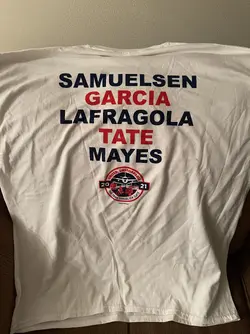 SAMUELSEN
GARCIA
LAFRAGOLA
TATE
MAYES
20 21